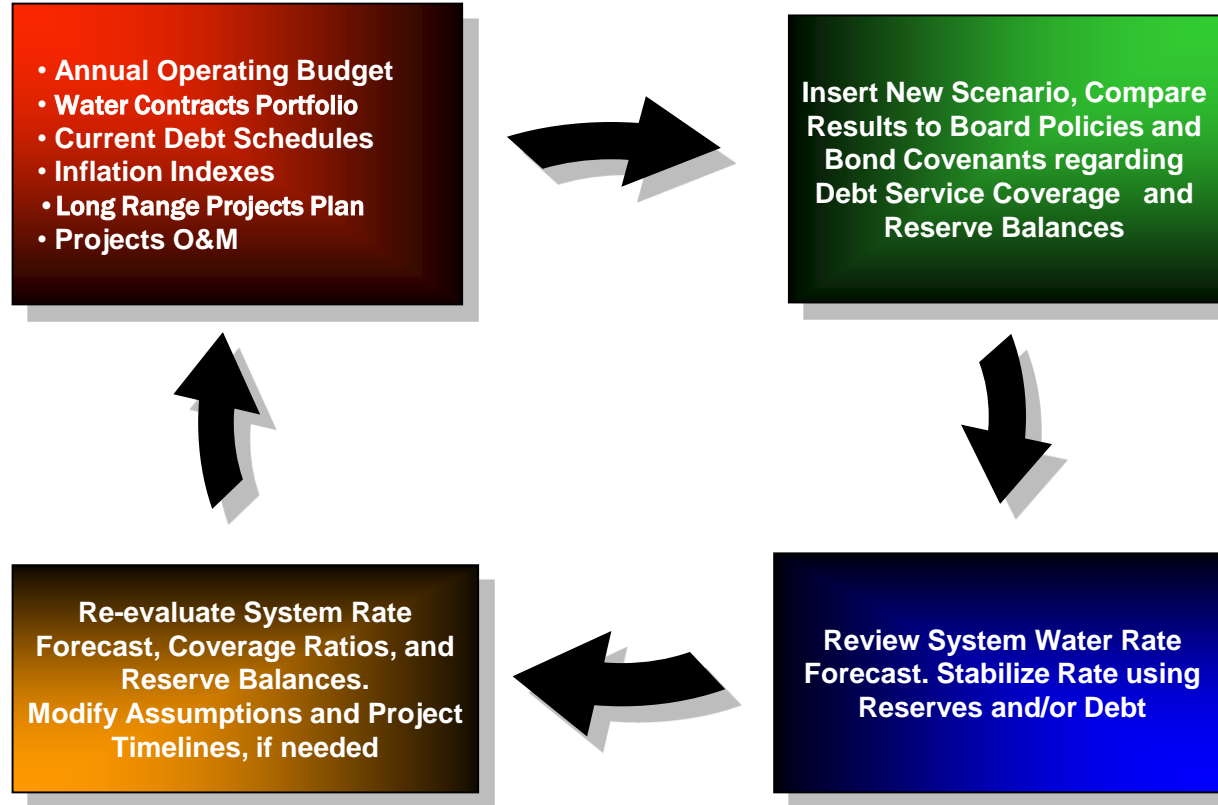 • Annual Operating Budget
• Water Contracts Portfolio
• Current Debt Schedules
• Inflation Indexes
• Long Range Projects Plan
• Projects O&M
Insert New Scenario, Compare
Results to Board Policies and
Bond Covenants regarding
Debt Service Coverage and
Reserve Balances
Review System Water Rate
Forecast. Stabilize Rate using
Reserves and/or Debt
Re-evaluate System Rate
Forecast, Coverage Ratios, and
Reserve Balances.
Modify Assumptions and Project
Timelines, if needed